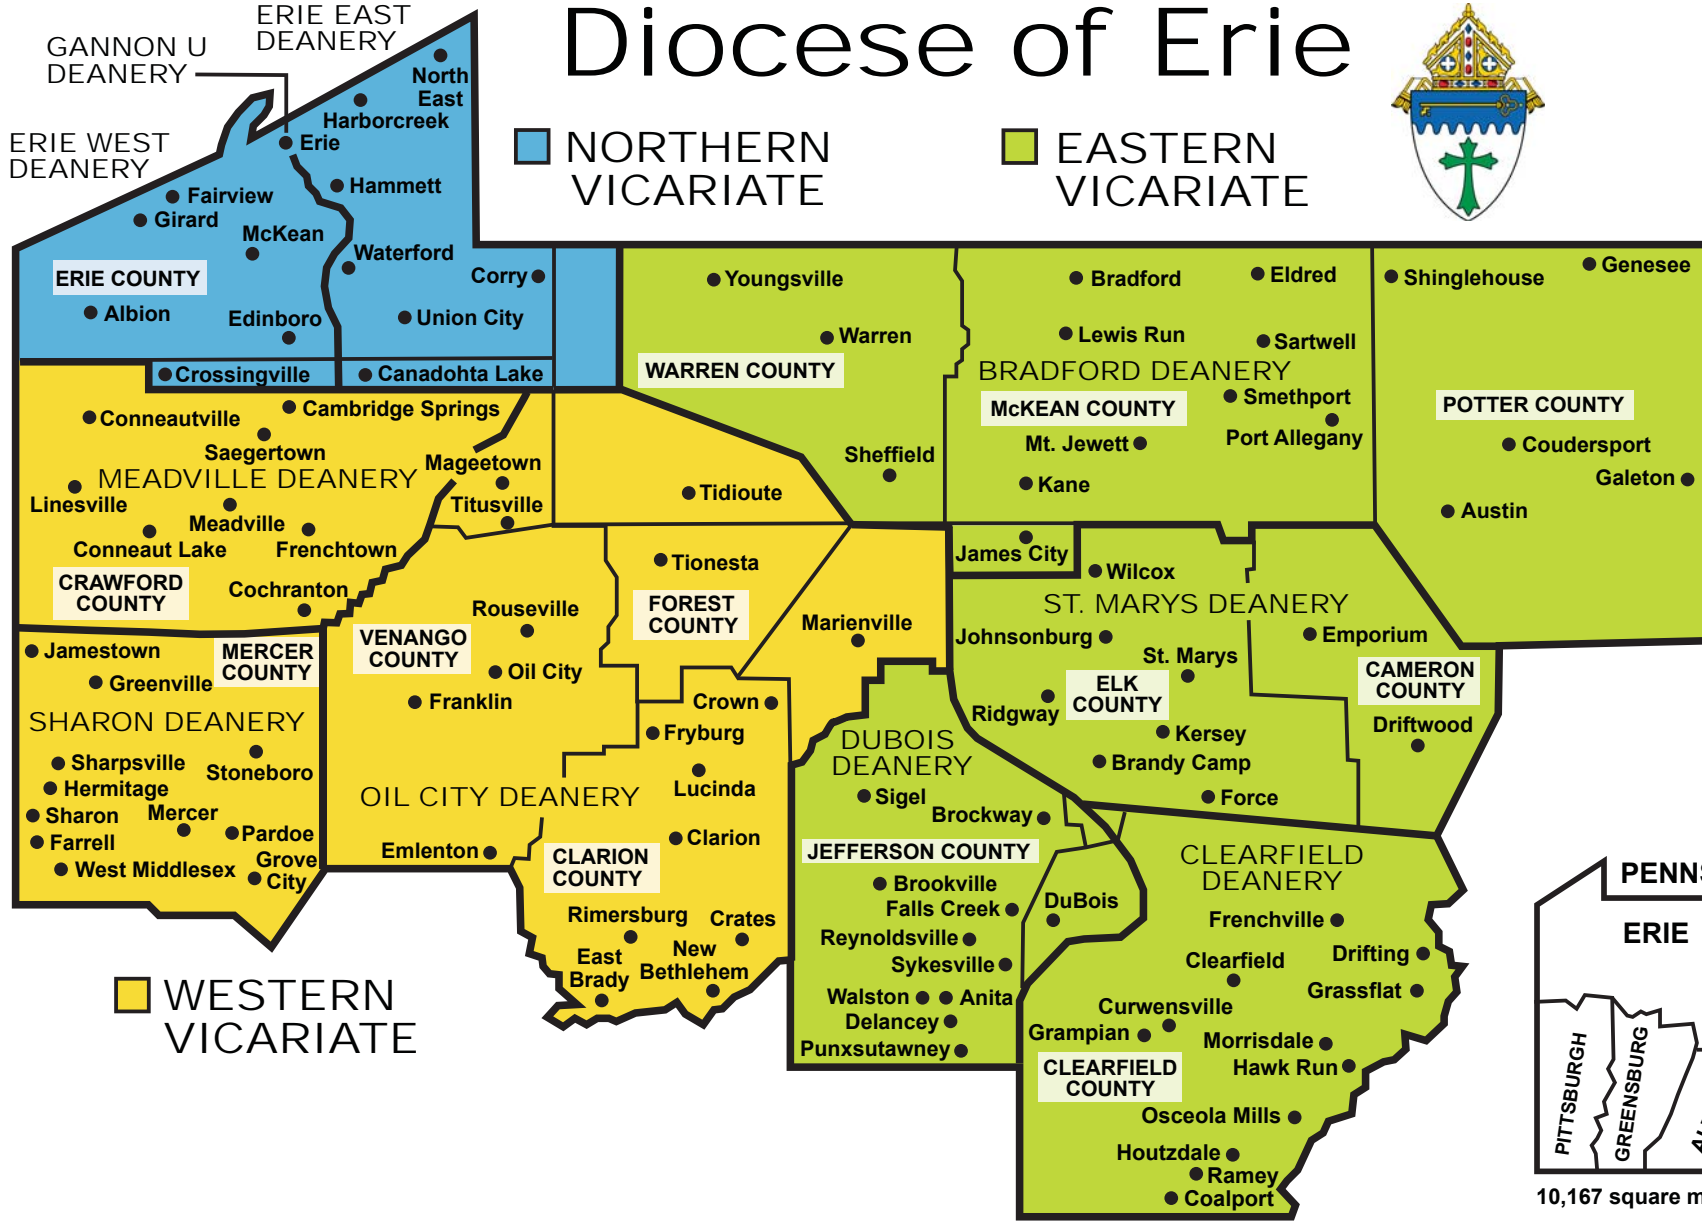 Diocese of Erie
ERIE EAST
DEANERY
GANNON U
DEANERY
ERIE WEST
DEANERY
NORTHERN
VICARIATE
EASTERN
VICARIATE
North
East
Harborcreek
Erie
Hammett
Fairview
Girard
McKean
Waterford
Corry
ERIE COUNTY
Albion
Edinboro
Union City
Crossingville
Canadohta Lake
Youngsville
Warren
WARREN COUNTY
Sheffield
Bradford
Eldred
Lewis Run
Sartwell
BRADFORD DEANERY
McKEAN COUNTY
Smethport
Port Allegany
Mt. Jewett
Kane
James City
Shinglehouse
Genesee
POTTER COUNTY
Coudersport
Galeton
Austin
Conneautville
Cambridge Springs
Saegertown
MEADVILLE DEANERY
Mageetown
Linesville
Titusville
Meadville
Conneaut Lake
Frenchtown
CRAWFORD
COUNTY
Cochranton
Tidioute
Tionesta
FOREST
COUNTY
Marienville
Rouseville
VENANGO
COUNTY
Oil City
Franklin
Jamestown
MERCER
COUNTY
Greenville
SHARON DEANERY
Sharpsville
Stoneboro
Hermitage
Sharon
Mercer
Farrell
Pardoe
West Middlesex
Grove
City
OIL CITY DEANERY
Emlenton
Crown
Fryburg
Lucinda
Clarion
CLARION
COUNTY
Rimersburg
Crates
East
Brady
New
Bethlehem
Wilcox
ST. MARYS DEANERY
Johnsonburg
Emporium
St. Marys
ELK
COUNTY
CAMERON
COUNTY
Ridgway
Kersey
Driftwood
Brandy Camp
Force
DUBOIS
DEANERY
Sigel
Brockway
JEFFERSON COUNTY
Brookville
Falls Creek
DuBois
Reynoldsville
Sykesville
Walston
Anita
Delancey
Punxsutawney
CLEARFIELD
DEANERY
Frenchville
Drifting
Clearfield
Grassflat
Curwensville
Grampian
Morrisdale
Hawk Run
CLEARFIELD
COUNTY
Osceola Mills
Houtzdale
Ramey
Coalport
WESTERN
VICARIATE
PENNS
ERIE
PITTSBURGH
GREENSBURG
10,167 square m